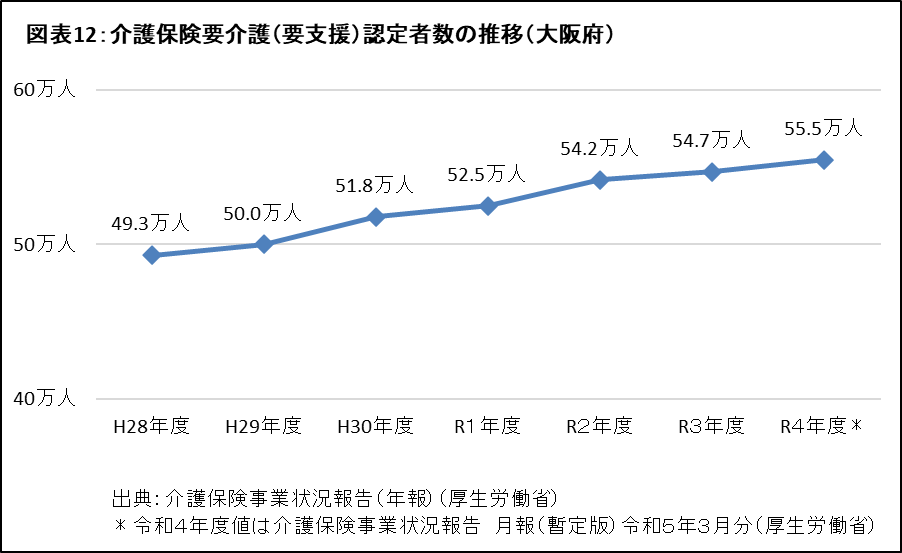 図表12：介護保険要介護（要支援）認定者数の推移（大阪府）
60万人
50万人
40万人
49.3万人
50.0万人
51.8万人
52.5万人
54.2万人
54.7万人
55.5万人
H28年度 H29年度 H30年度 R１年度 R２年度 R３年度 R４年度＊
出典：介護保険事業状況報告（年報）（厚生労働省）
＊令和４年度値は介護保険事業状況報告 月報（暫定版）令和５年３月分（厚生労働省）